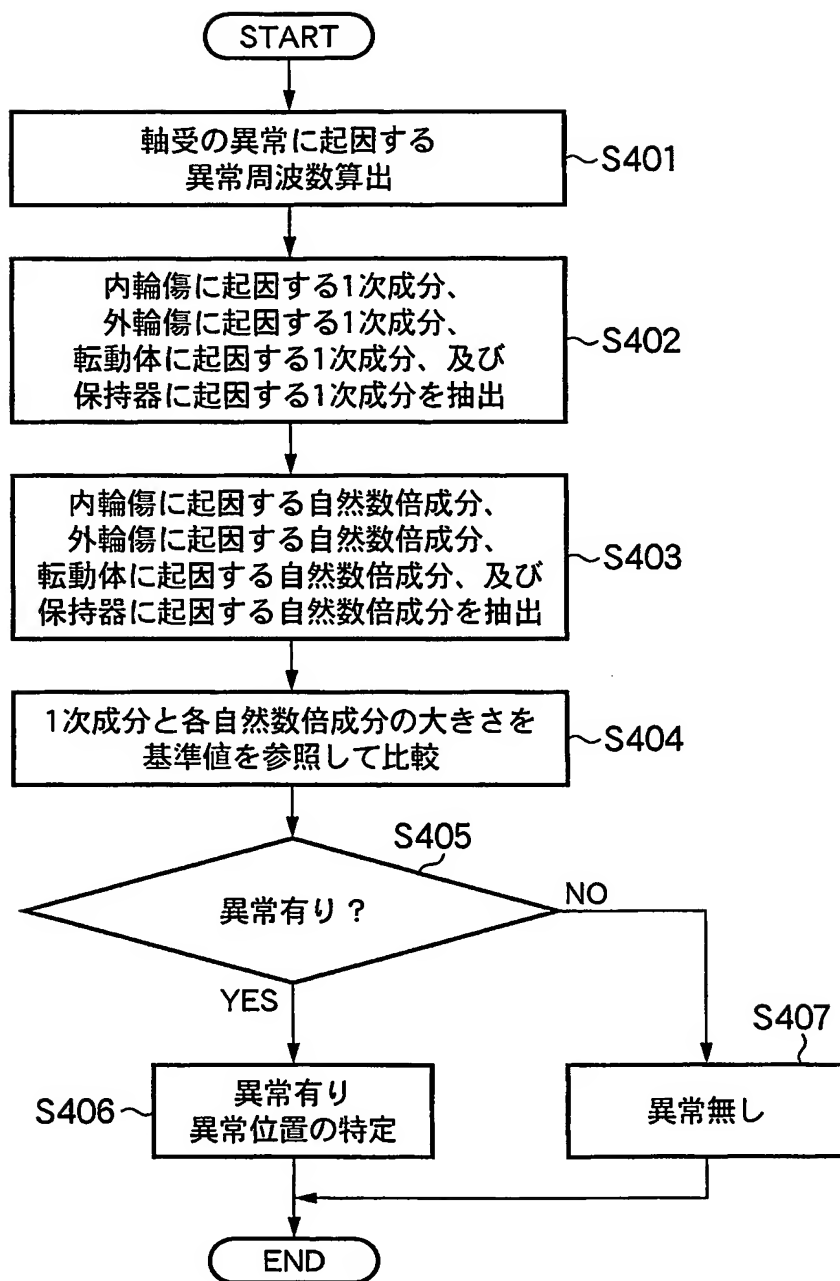 START
軸受の異常に起因する
異常周波数算出
S401
内輪傷に起因する1次成分、
外輪傷に起因する1次成分、
転動体に起因する1次成分、及び
保持器に起因する1次成分を抽出
S402
内輪傷に起因する自然数倍成分、
外輪傷に起因する自然数倍成分、
転動体に起因する自然数倍成分、及び
保持器に起因する自然数倍成分を抽出
S403
1次成分と各自然数倍成分の大きさを
基準値を参照して比較
S404
S405
異常有り?
NO
YES
S407
S406
異常有り
異常位置の特定
異常無し
END